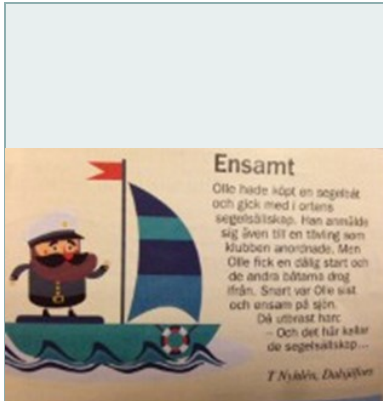 Ensamt
Olle hade köpt en segelbåt
och gick med i ortens
segelsällskap. Han anmälde
sig även till en tävling som
klubben anordnade. Men
Olle fick en dålig start och
de andra båtarna drog
ifrån. Snart var Olle sist
och ensam på sjön.
Då utbrast han:
– Och det här kallar
de segelsällskap...
T Nyhlén, Dalsjöfors